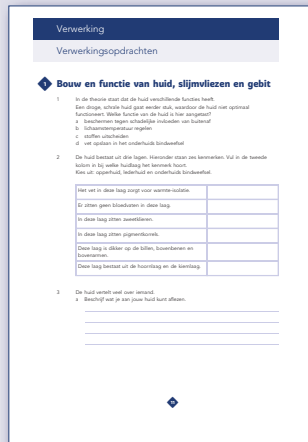 Verwerking
Verwerkingsopdrachten
1 Bouw en functie van huid, slijmvliezen en gebit
1 In de theorie staat dat de huid verschillende functies heeft.
Een droge, schrale huid gaat eerder stuk, waardoor de huid niet optimaal
functioneert. Welke functie van de huid is hier aangetast?
a beschermen tegen schadelijke invloeden van buitenaf
b lichaamstemperatuur regelen
c stoffen uitscheiden
d vet opslaan in het onderhuids bindweefsel
2 De huid bestaat uit drie lagen. Hieronder staan zes kenmerken. Vul in de tweede
kolom in bij welke huidlaag het kenmerk hoort.
Kies uit: opperhuid, lederhuid en onderhuids bindweefsel.
Het vet in deze laag zorgt voor warmte-isolatie.
Er zitten geen bloedvaten in deze laag.
In deze laag zitten zweetklieren.
In deze laag zitten pigmentkorrels.
Deze laag is dikker op de billen, bovenbenen en
bovenarmen.
Deze laag bestaat uit de hoornlaag en de kiemlaag.
3 De huid vertelt veel over iemand.
a Beschrijf wat je aan jouw huid kunt aflezen.